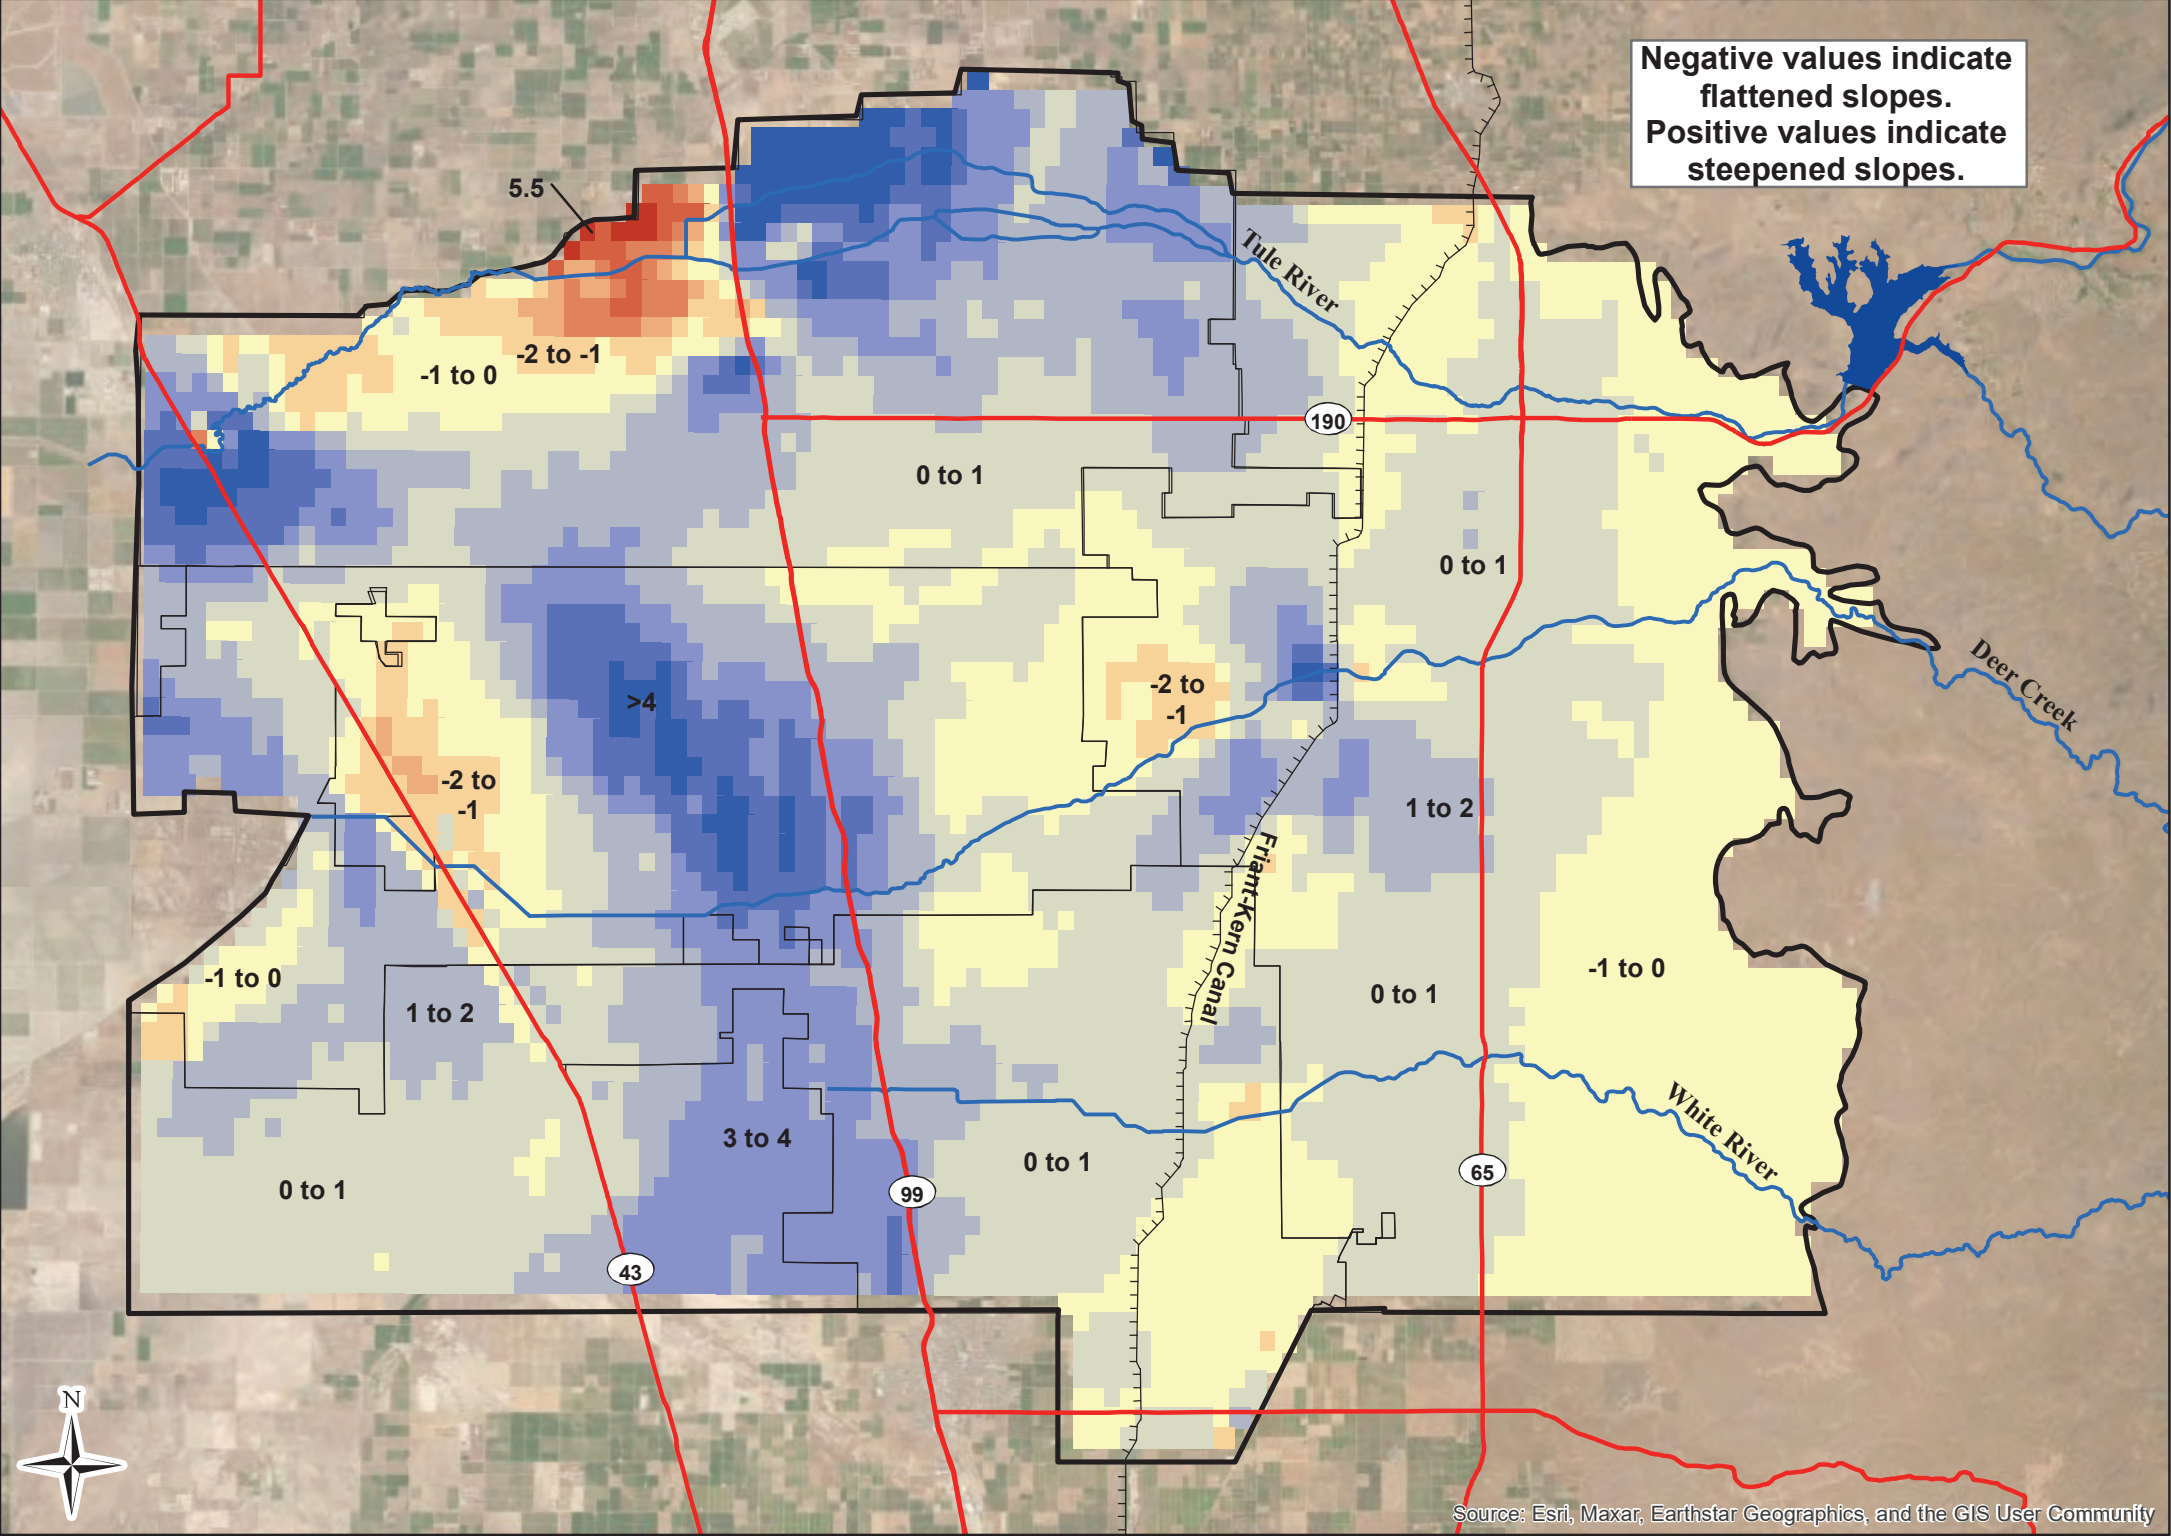 Negative values indicate
flattened slopes.
Positive values indicate
steepened slopes.
5.5
Tule River
-2 to -1
-1 to 0
190
0 to 1
0 to 1
Deer Creek
-2 to
-1
>4
-2 to
-1
1 to 2
Friant-Kern Canal
-1 to 0
-1 to 0
0 to 1
1 to 2
White River
3 to 4
0 to 1
65
0 to 1
99
43
N
Source: Esri, Maxar, Earthstar Geographics, and the GIS User Community